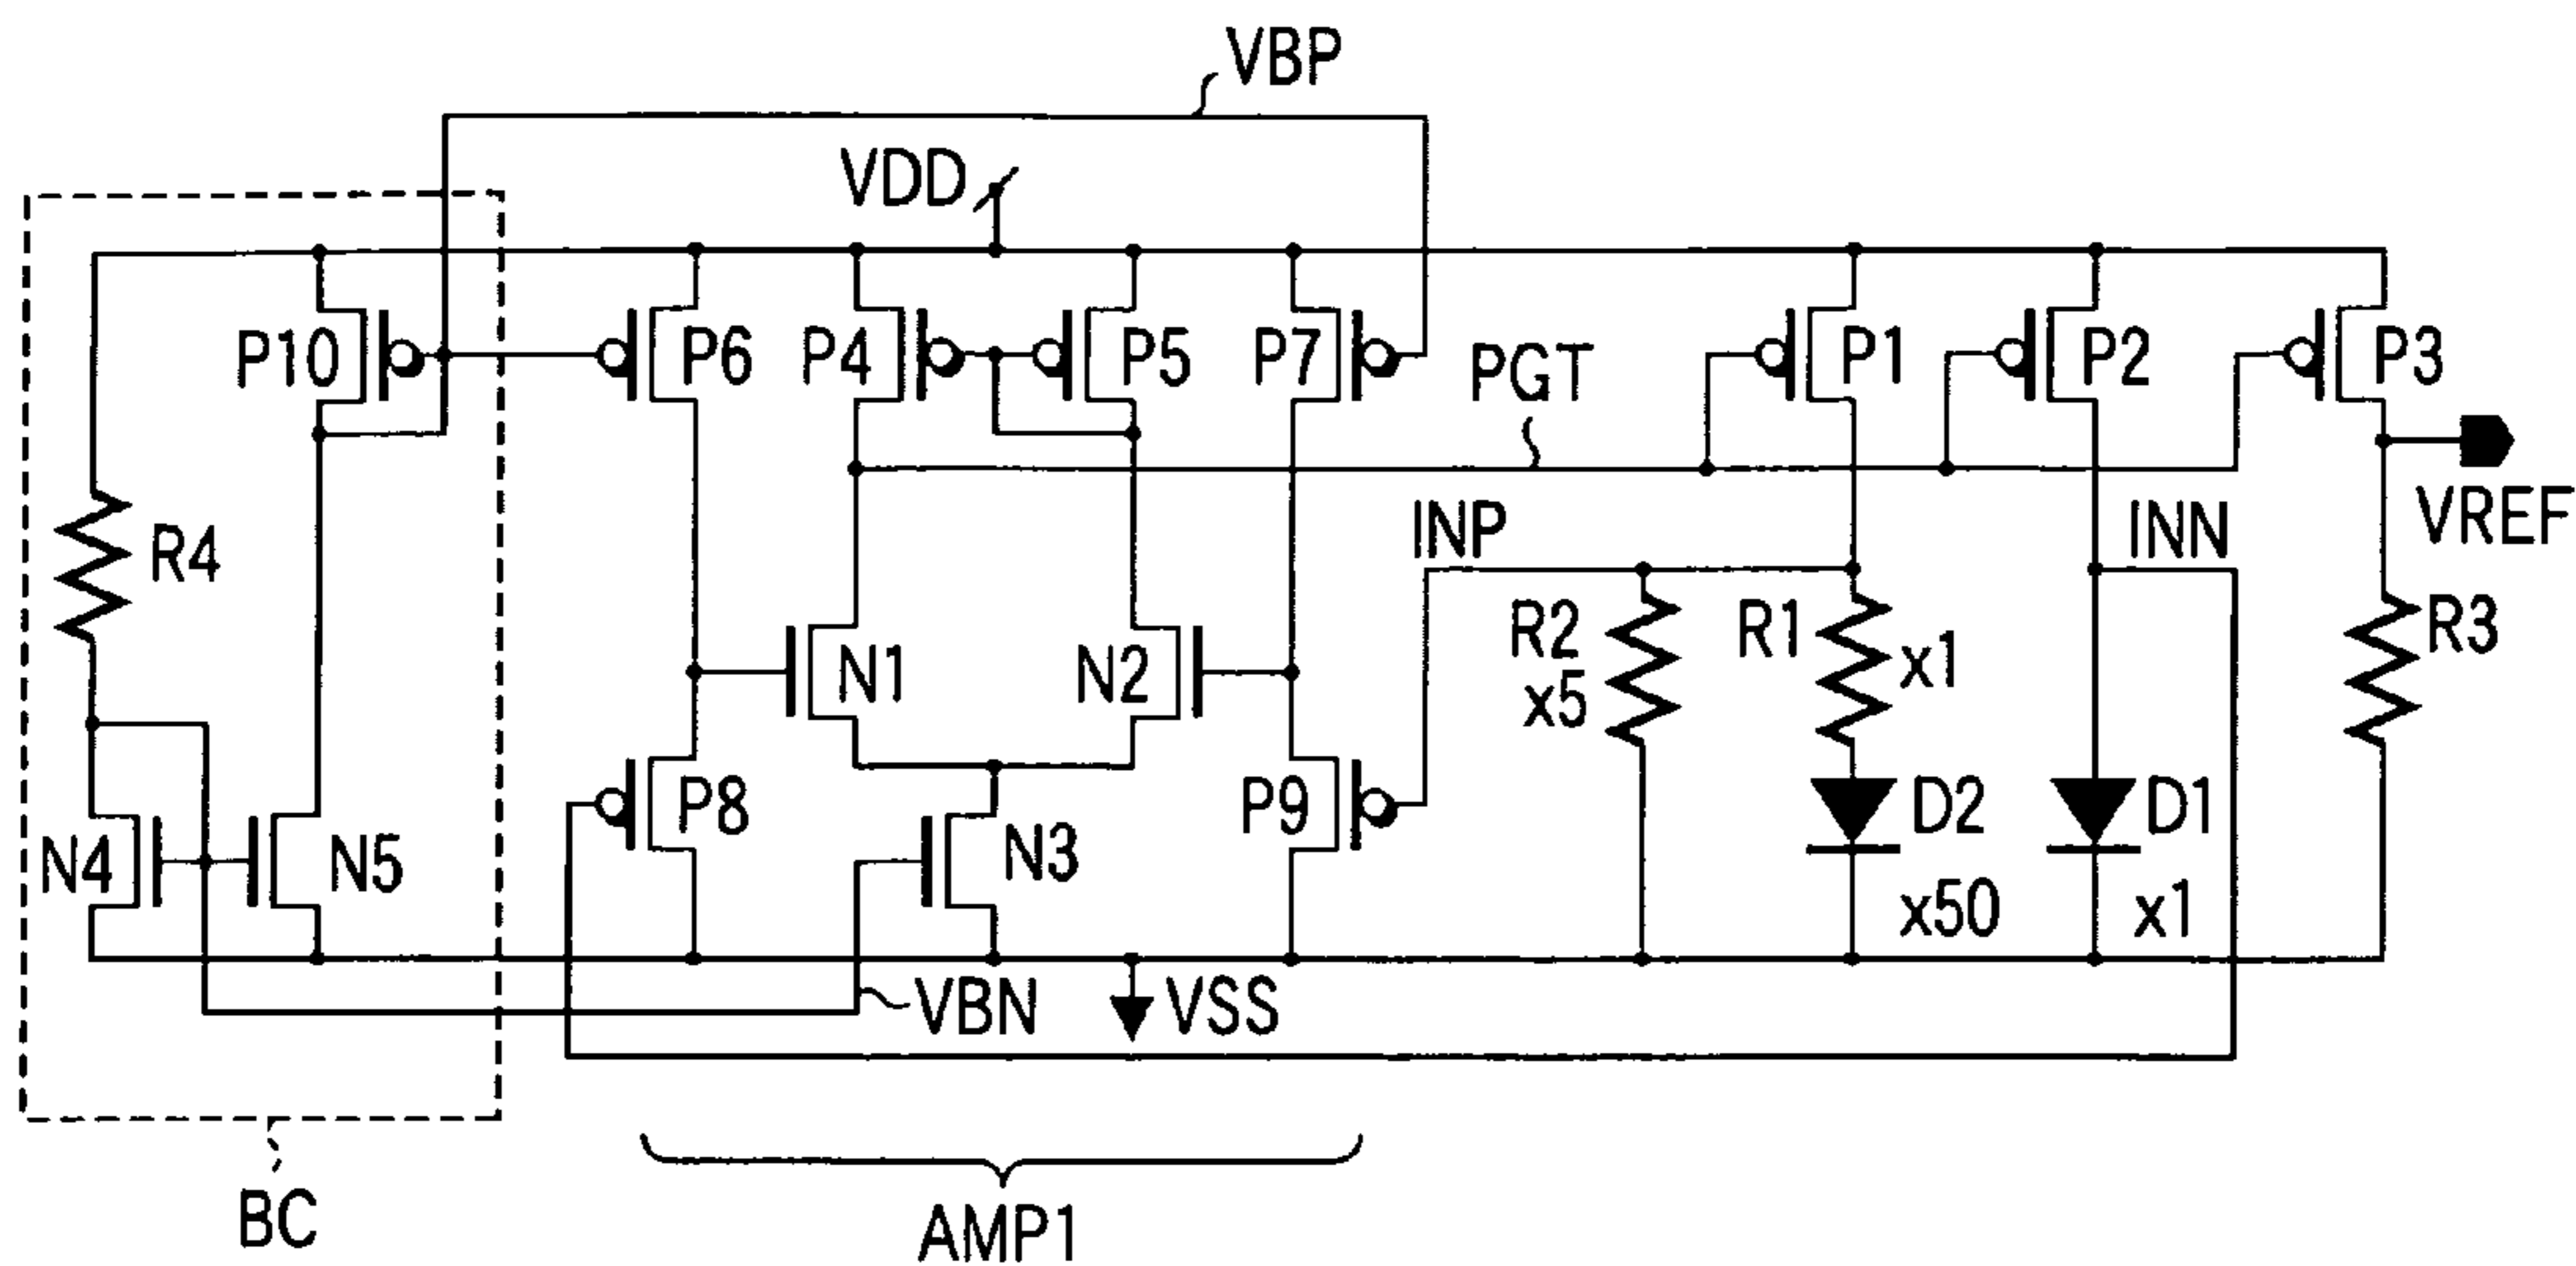 VBP
VDD
P10
P6
P4
P5
P7
PGT
P1
P2
P3
R4
INP
INN
VREF
R2
x5
R1
x1
R3
N1
N2
N4
N5
P8
N3
P9
D2
D1
x50
x1
VBN
VSS
BC
AMP1